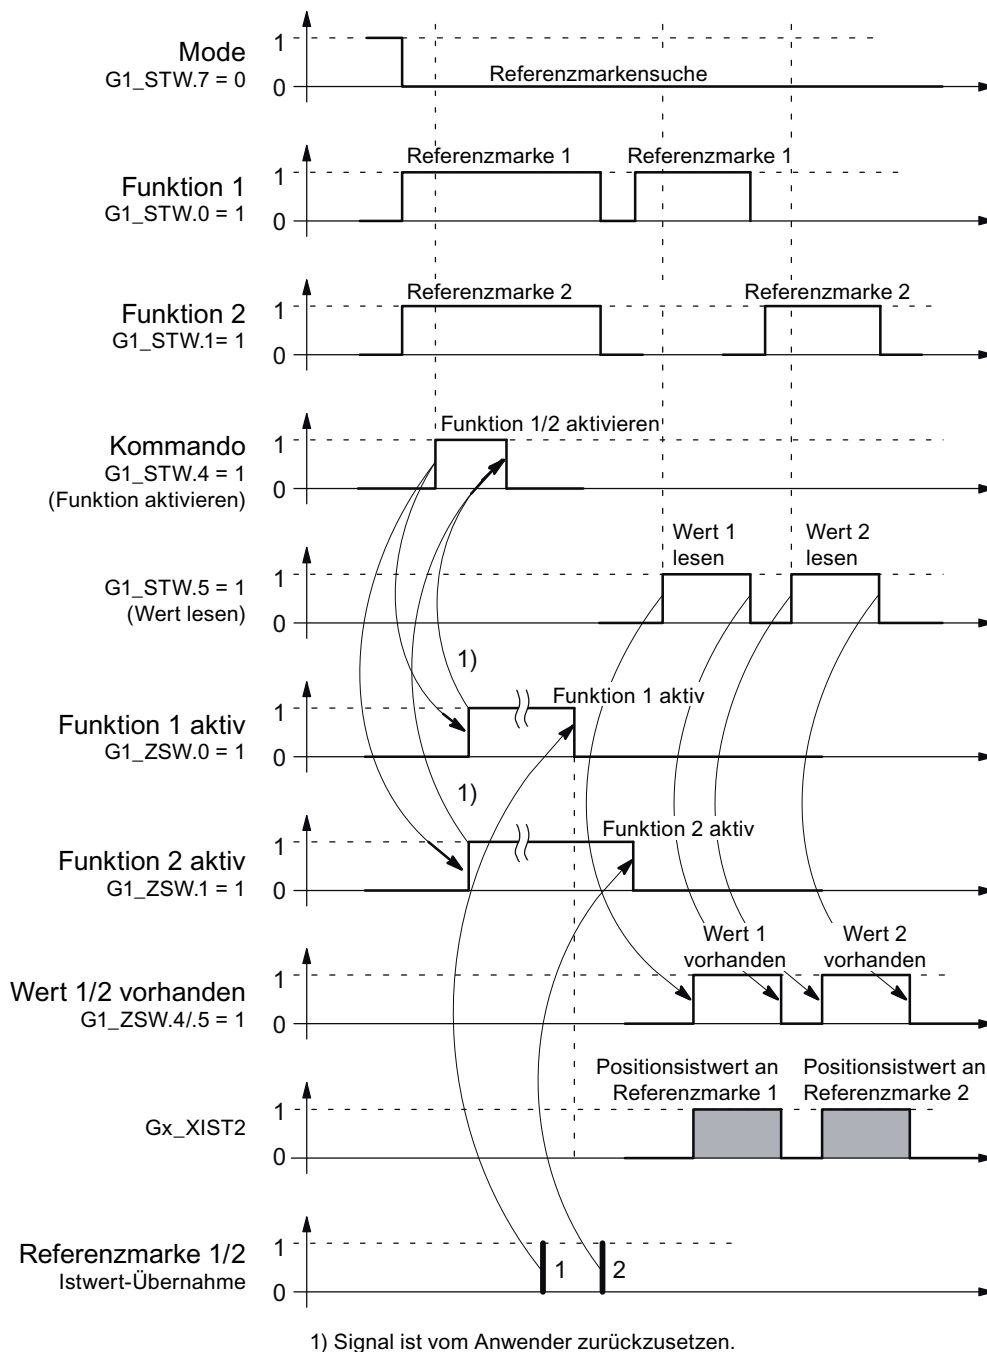 Mode
G1_STW.7 = 0
1
0
Referenzmarkensuche
Funktion 1
G1_STW.0 = 1
1
0
Referenzmarke 1
Referenzmarke 1
Funktion 2
G1_STW.1= 1
1
0
Referenzmarke 2
Referenzmarke 2
Kommando
G1_STW.4 = 1
(Funktion aktivieren)
1
0
Funktion 1/2 aktivieren
G1_STW.5 = 1
(Wert lesen)
1
0
Wert 1
lesen
Wert 2
lesen
1)
Funktion 1 aktiv
G1_ZSW.0 = 1
1
0
Funktion 1 aktiv
1)
Funktion 2 aktiv
G1_ZSW.1 = 1
1
0
Funktion 2 aktiv
Wert 1/2 vorhanden
G1_ZSW.4/.5 = 1
1
0
Wert 1
vorhanden
Wert 2
vorhanden
Gx_XIST2
1
0
Positionsistwert an
Referenzmarke 1
Positionsistwert an
Referenzmarke 2
Referenzmarke 1/2
Istwert-Übernahme
1
0
1
2
1) Signal ist vom Anwender zurückzusetzen.